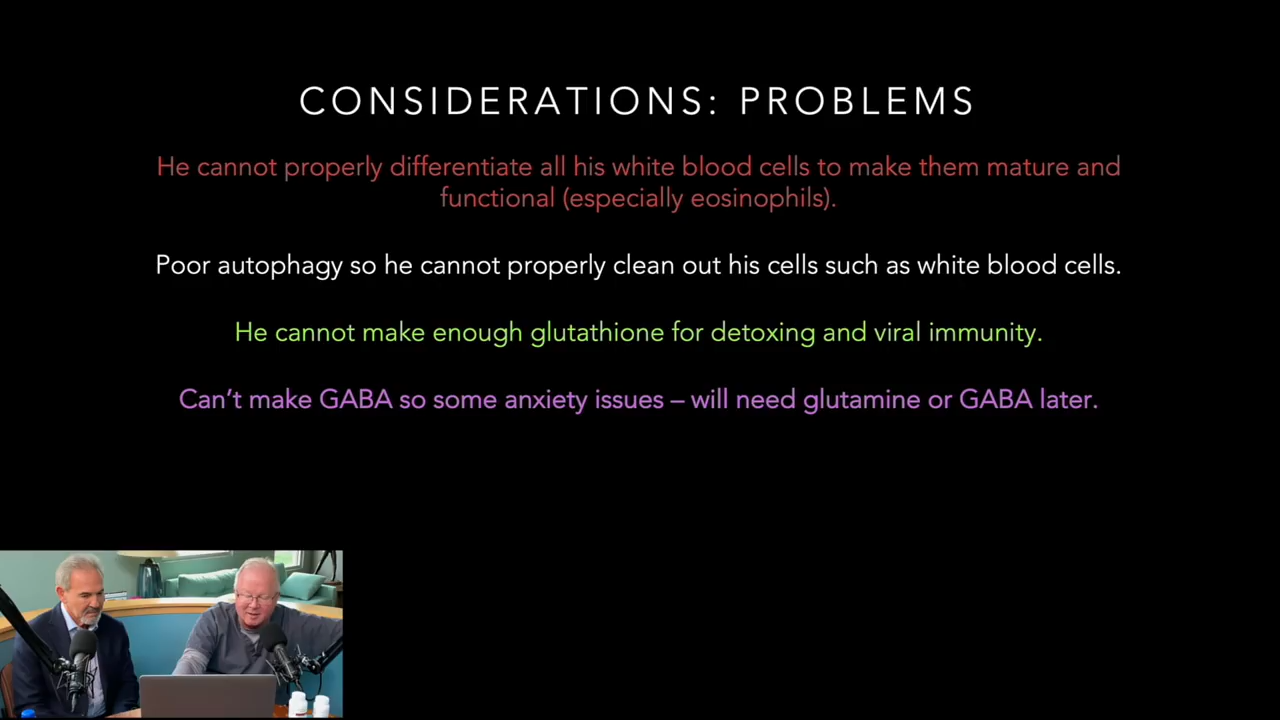 CONSIDERATIONS: PROBLEMS
He cannot properly differentiate all his white blood cells to make them mature and
functional (especially eosinophils).
Poor autophagy so he cannot properly clean out his cells such as white blood cells.
He cannot make enough glutathione for detoxing and viral immunity.
Can’t make GABA so some anxiety issues – will need glutamine or GABA later.